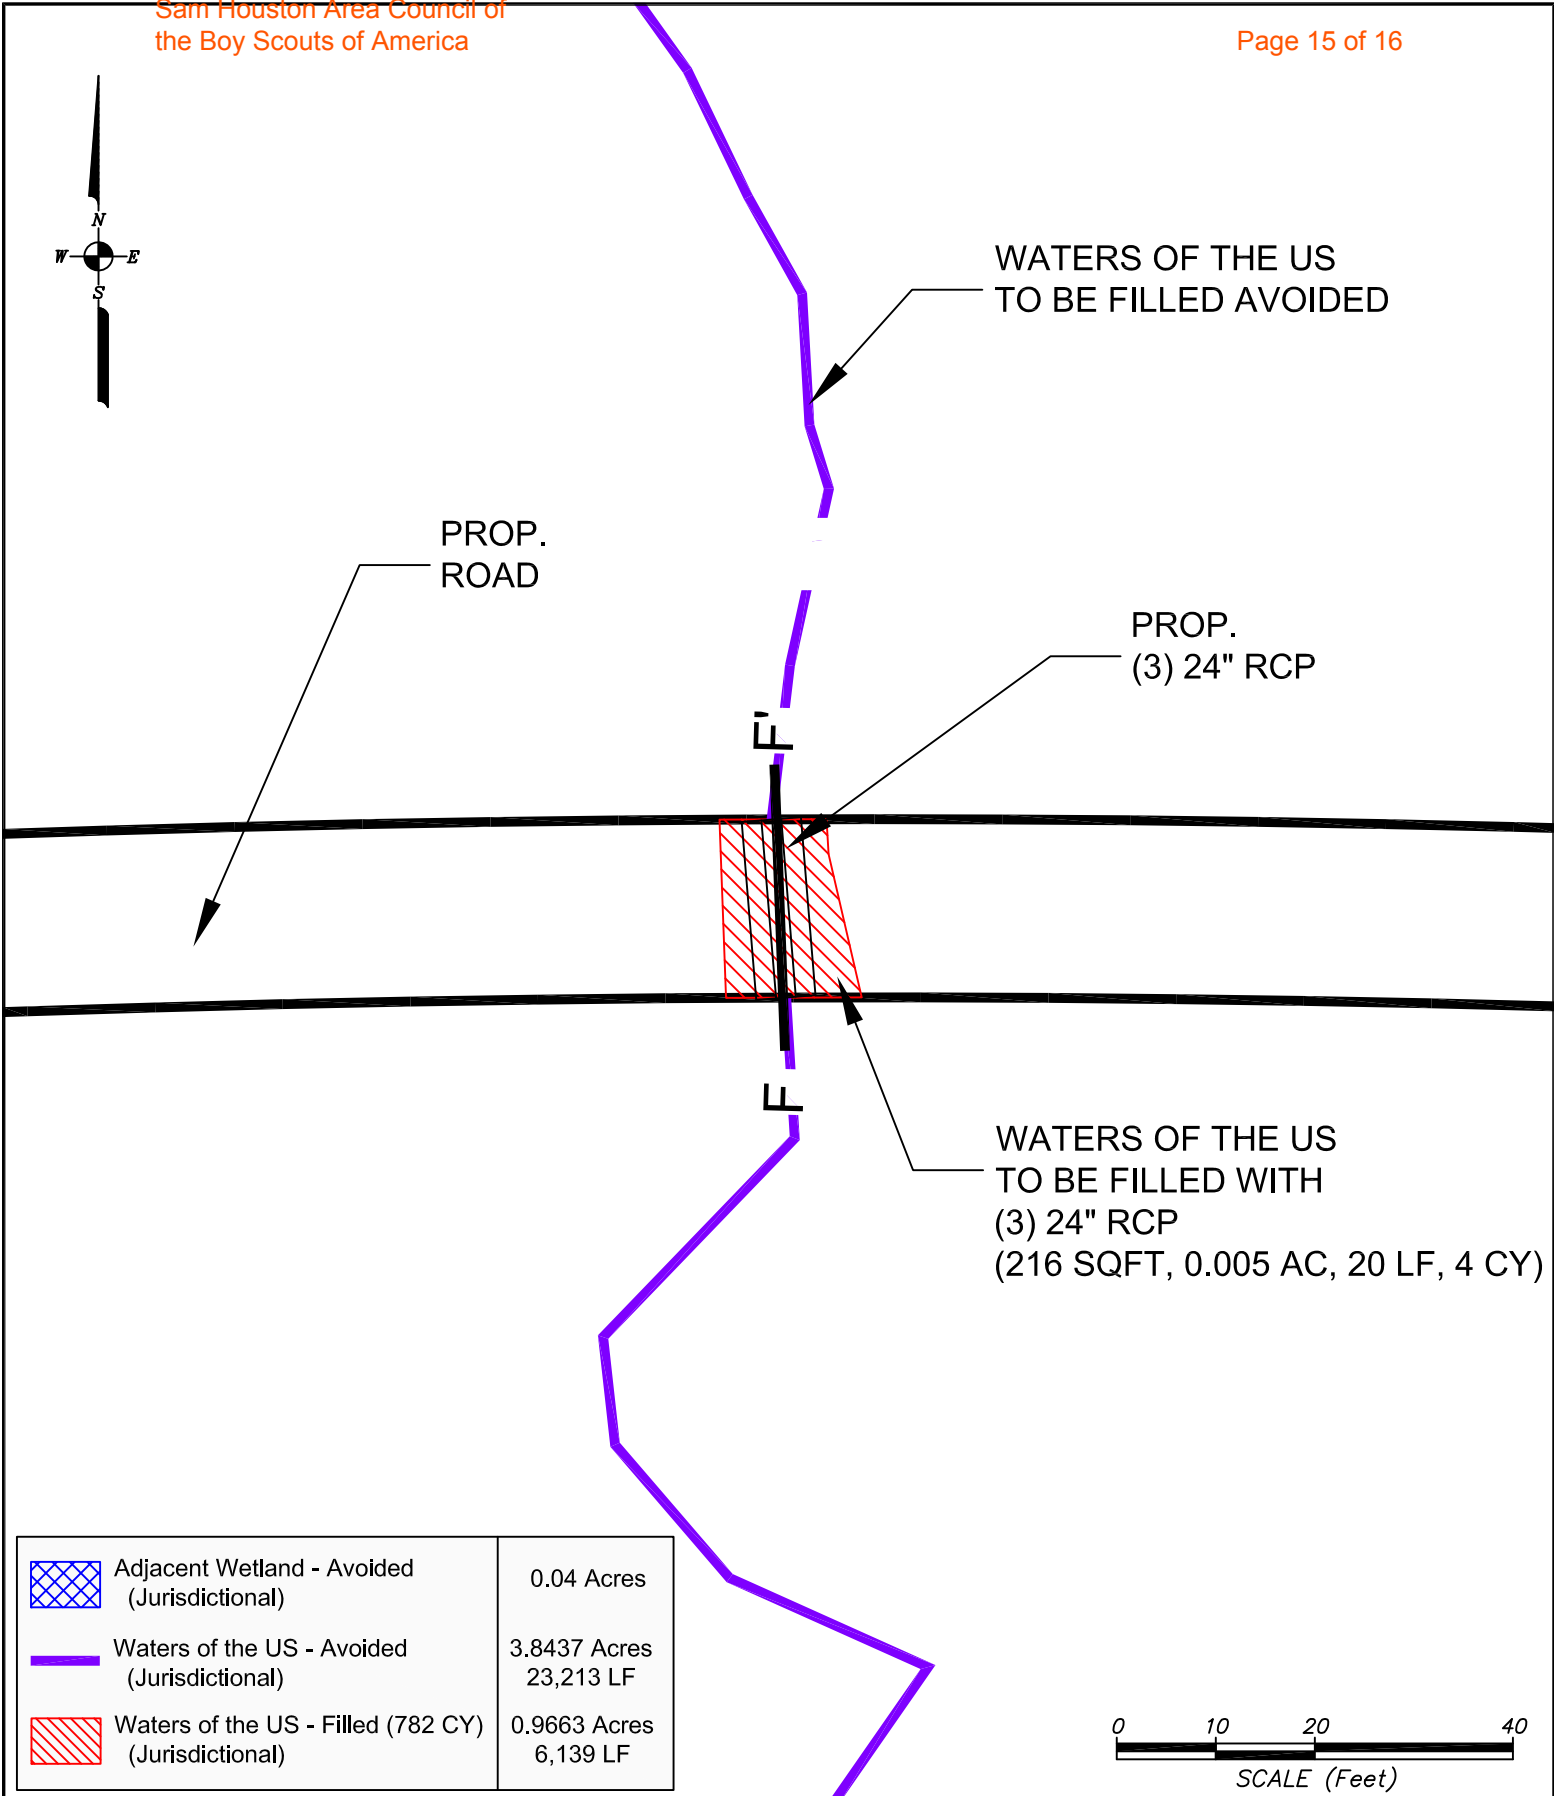 Sam Houston Area Council of
the Boy Scouts of America
Page 15 of 16
N
W E
S
WATERS OF THE US
TO BE FILLED AVOIDED
PROP.
ROAD
PROP.
(3) 24" RCP
F'
F
WATERS OF THE US
TO BE FILLED WITH
(3) 24" RCP
(216 SQFT, 0.005 AC, 20 LF, 4 CY)
Adjacent Wetland - Avoided
(Jurisdictional)
0.04 Acres
Waters of the US - Avoided
(Jurisdictional)
3.8437 Acres
23,213 LF
Waters of the US - Filled (782 CY)
(Jurisdictional)
0.9663 Acres
6,139 LF
0 10 20 40
SCALE (Feet)